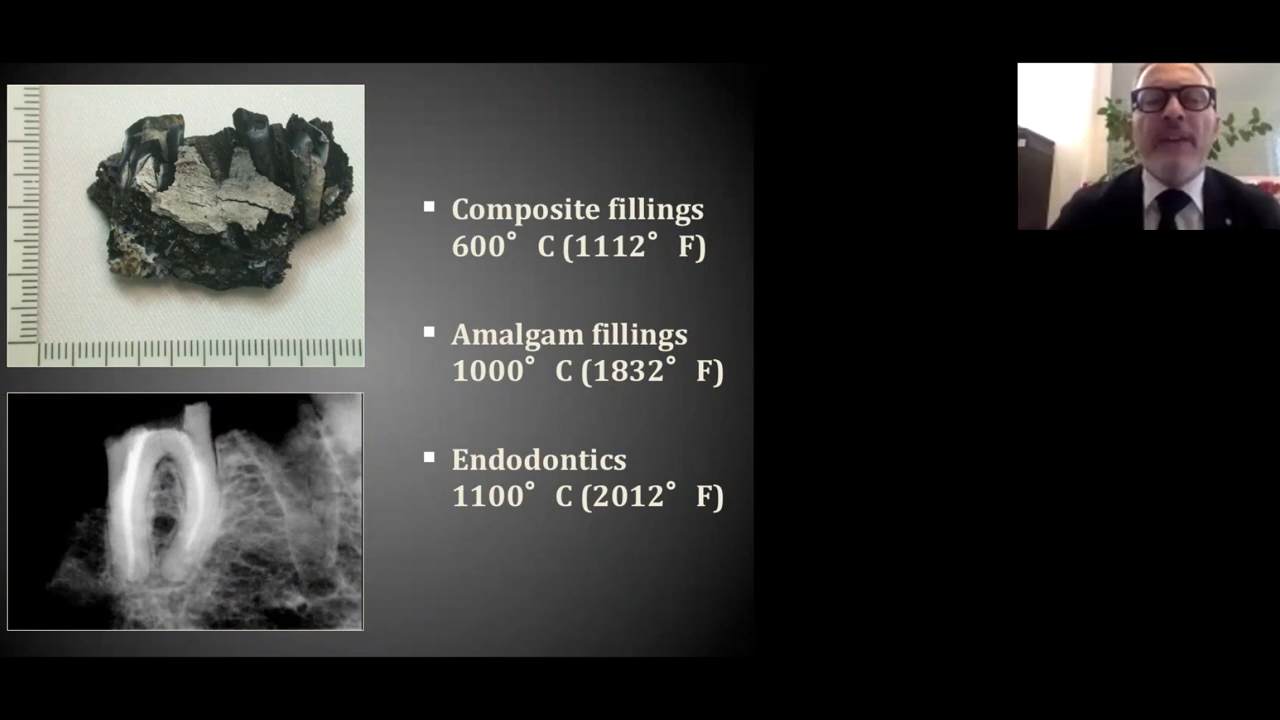 Composite fillings
600° C (1112° F)
Amalgam fillings
1000° C (1832° F)
Endodontics
1100° C (2012° F)